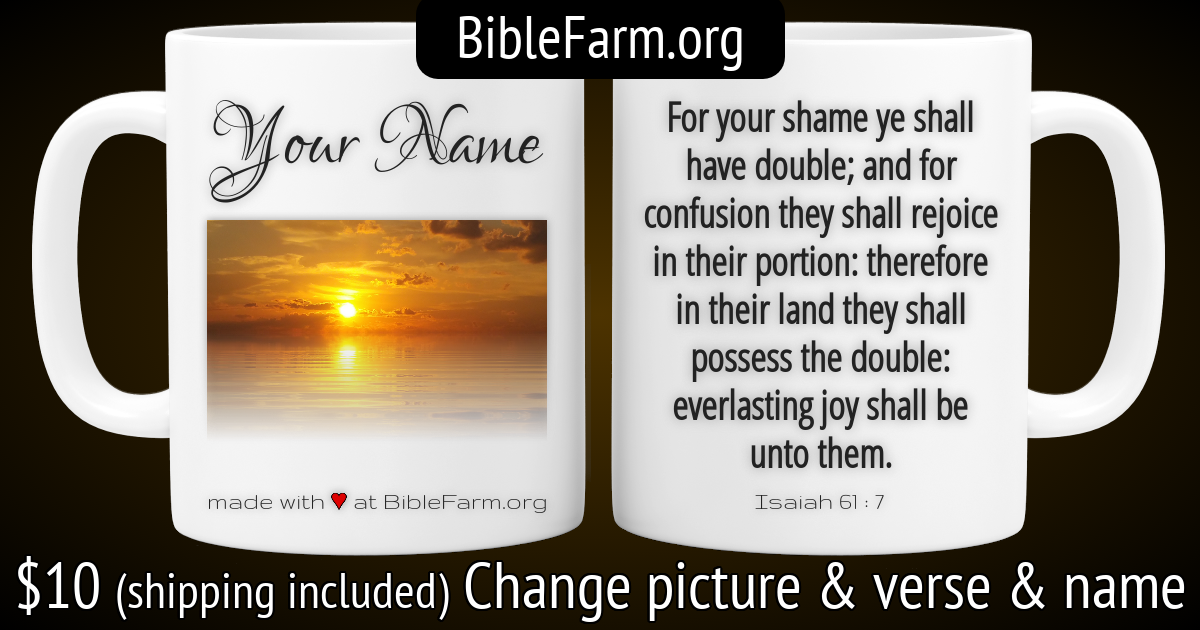 BibleFarm.org
Your Name
made with ♥ at BibleFarm.org
For your shame ye shall
have double; and for
confusion they shall rejoice
in their portion: therefore
in their land they shall
possess the double:
everlasting joy shall be
unto them.
Isaiah 61 : 7
$10 (shipping included) Change picture & verse & name